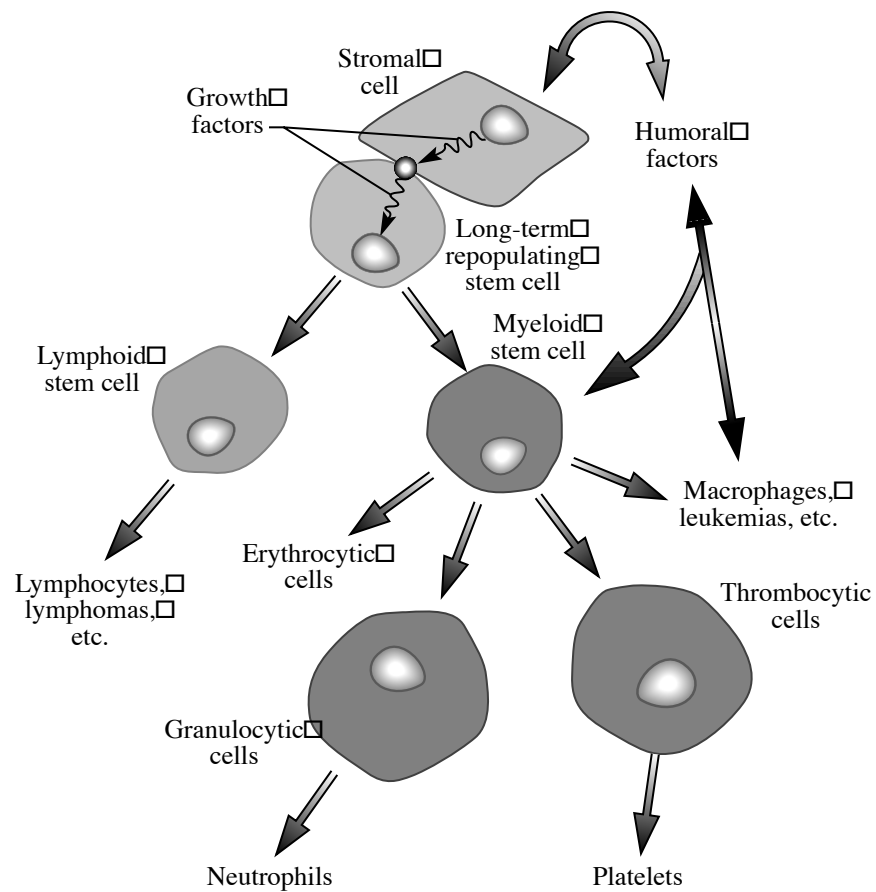 Stromal□
cell
Growth□
factors
Humoral□
factors
Long-term□
repopulating□
stem cell
Myeloid□
stem cell
Lymphoid□
stem cell
Macrophages,□
leukemias, etc.
Erythrocytic□
cells
Lymphocytes,□
lymphomas,□
etc.
Thrombocytic
cells
Granulocytic□
cells
Neutrophils
Platelets